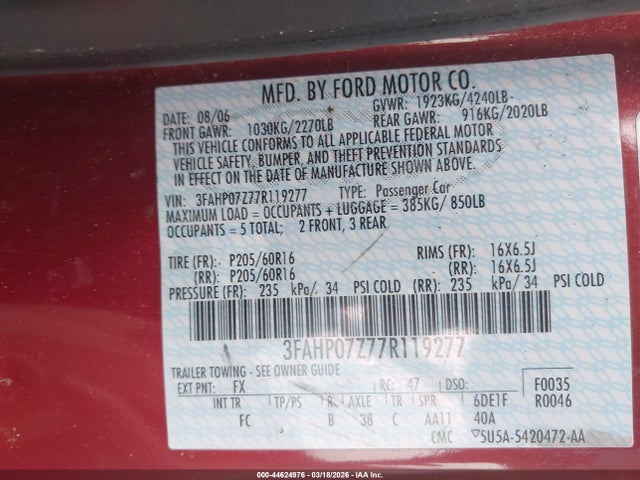 MFD. BY FORD MOTOR CO.
DATE: 08/06 GVWR: 1923KG/4240LB
FRONT GAWR: 1030KG/2270LB REAR GAWR: 916KG/2020LB
THIS VEHICLE CONFORMS TO ALL APPLICABLE FEDERAL MOTOR
VEHICLE SAFETY, BUMPER, AND THEFT PREVENTION STANDARDS
IN EFFECT ON THE DATE OF MANUFACTURE SHOWN ABOVE.
VIN: 3FAHP07Z77R119277 TYPE: Passenger Car
MAXIMUM LOAD = OCCUPANTS + LUGGAGE = 385KG/ 850LB
OCCUPANTS = 5 TOTAL; 2 FRONT, 3 REAR
TIRE (FR): P205/60R16 RIMS (FR): 16X6.5J
(RR): P205/60R16 (RR): 16X6.5J
PRESSURE (FR): 235 kPa/ 34 PSI COLD (RR): 235 kPa/ 34 PSI COLD
3FAHP07Z77R119277
TRAILER TOWING - SEE OWNER GUIDE
EXT PNT: FX RC: 47 DSO: F0035
INT TR TP/PS R AXLE TR SPR 6DE1F R0046
FC B 38 C AA11 40A
CMC 5U5A-5420472-AA
000-44624976 - 03/18/2026 - IAAI.COM